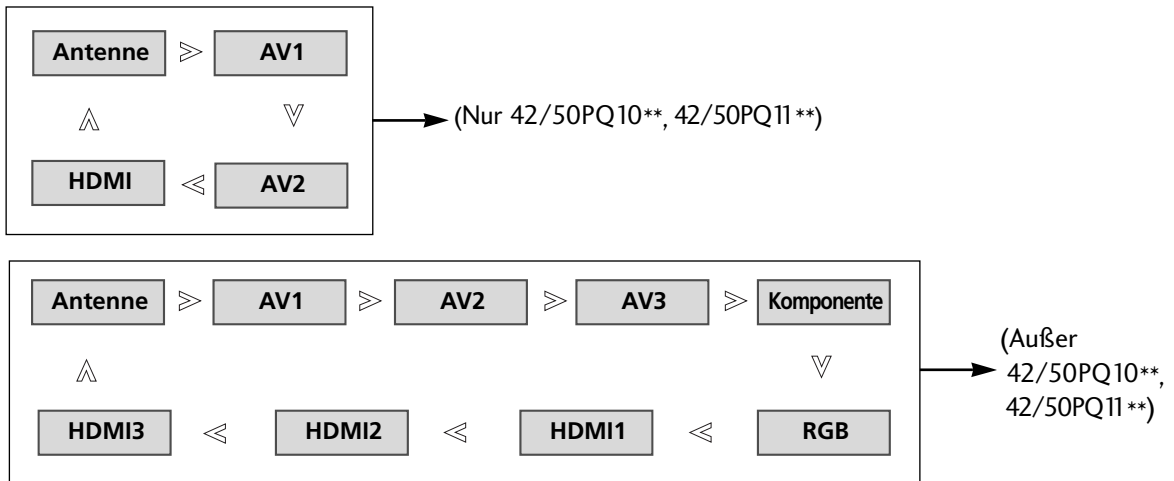 Antenne AV1
(Nur 42/50PQ10**, 42/50PQ11**)
HDMI AV2
Antenne AV1 AV2 AV3 Komponente
(Außer
42/50PQ10**,
42/50PQ11**)
HDMI3 HDMI2 HDMI1 RGB